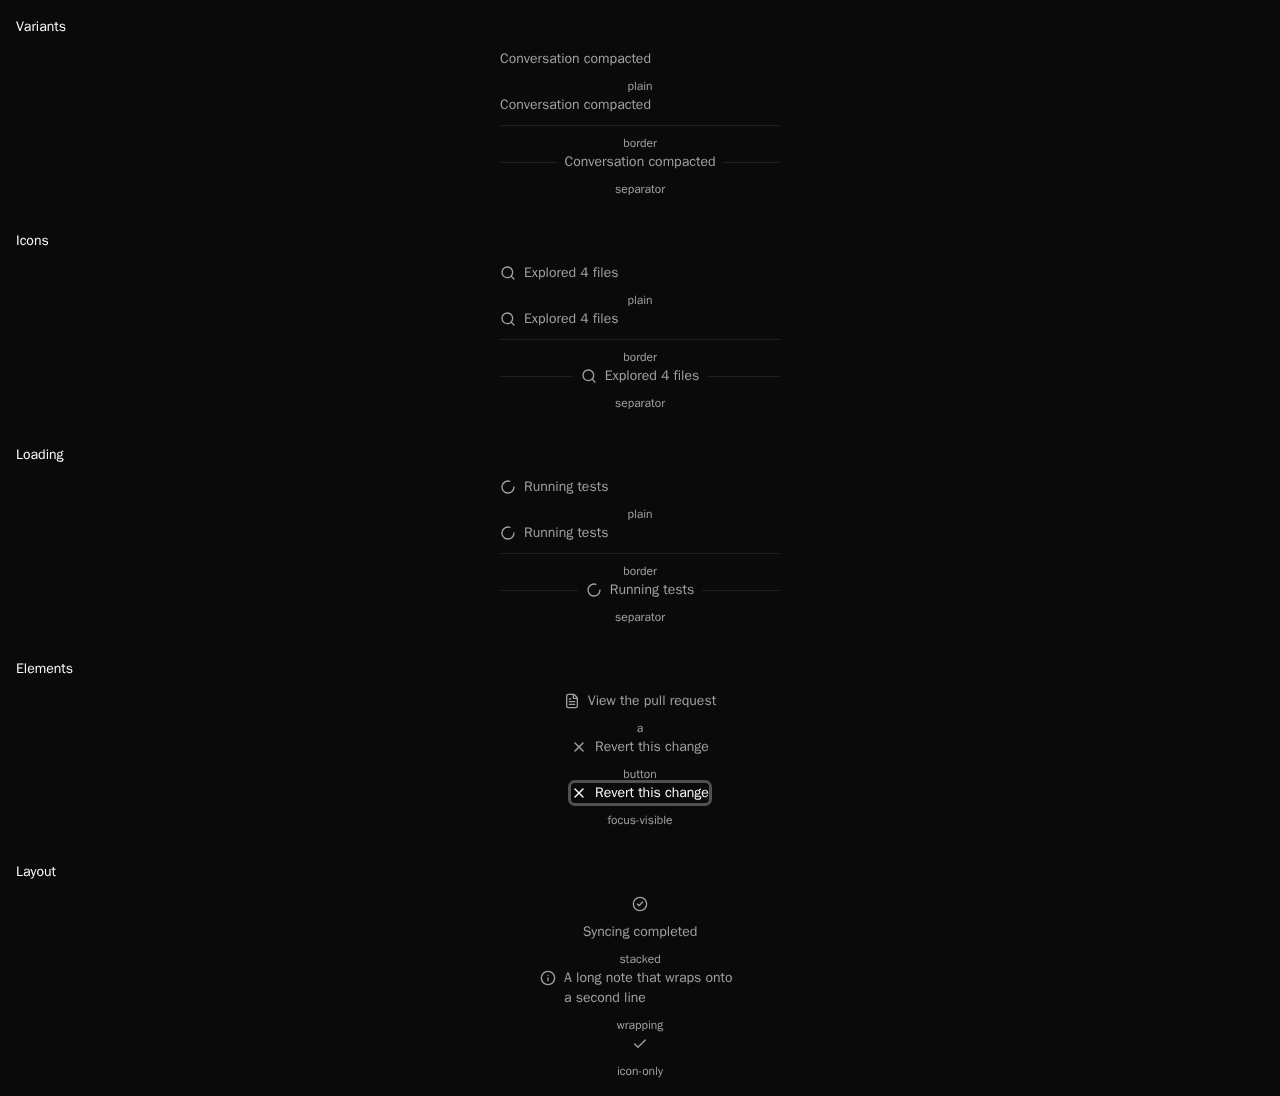 Variants
Conversation compacted
plain
Conversation compacted
border
Conversation compacted
separator
Icons
Explored 4 files
plain
Explored 4 files
border
Explored 4 files
separator
Loading
Running tests
plain
Running tests
border
Running tests
separator
Elements
View the pull request
a
Revert this change
button
Revert this change
focus-visible
Layout
Syncing completed
stacked
A long note that wraps onto
a second line
wrapping
icon-only